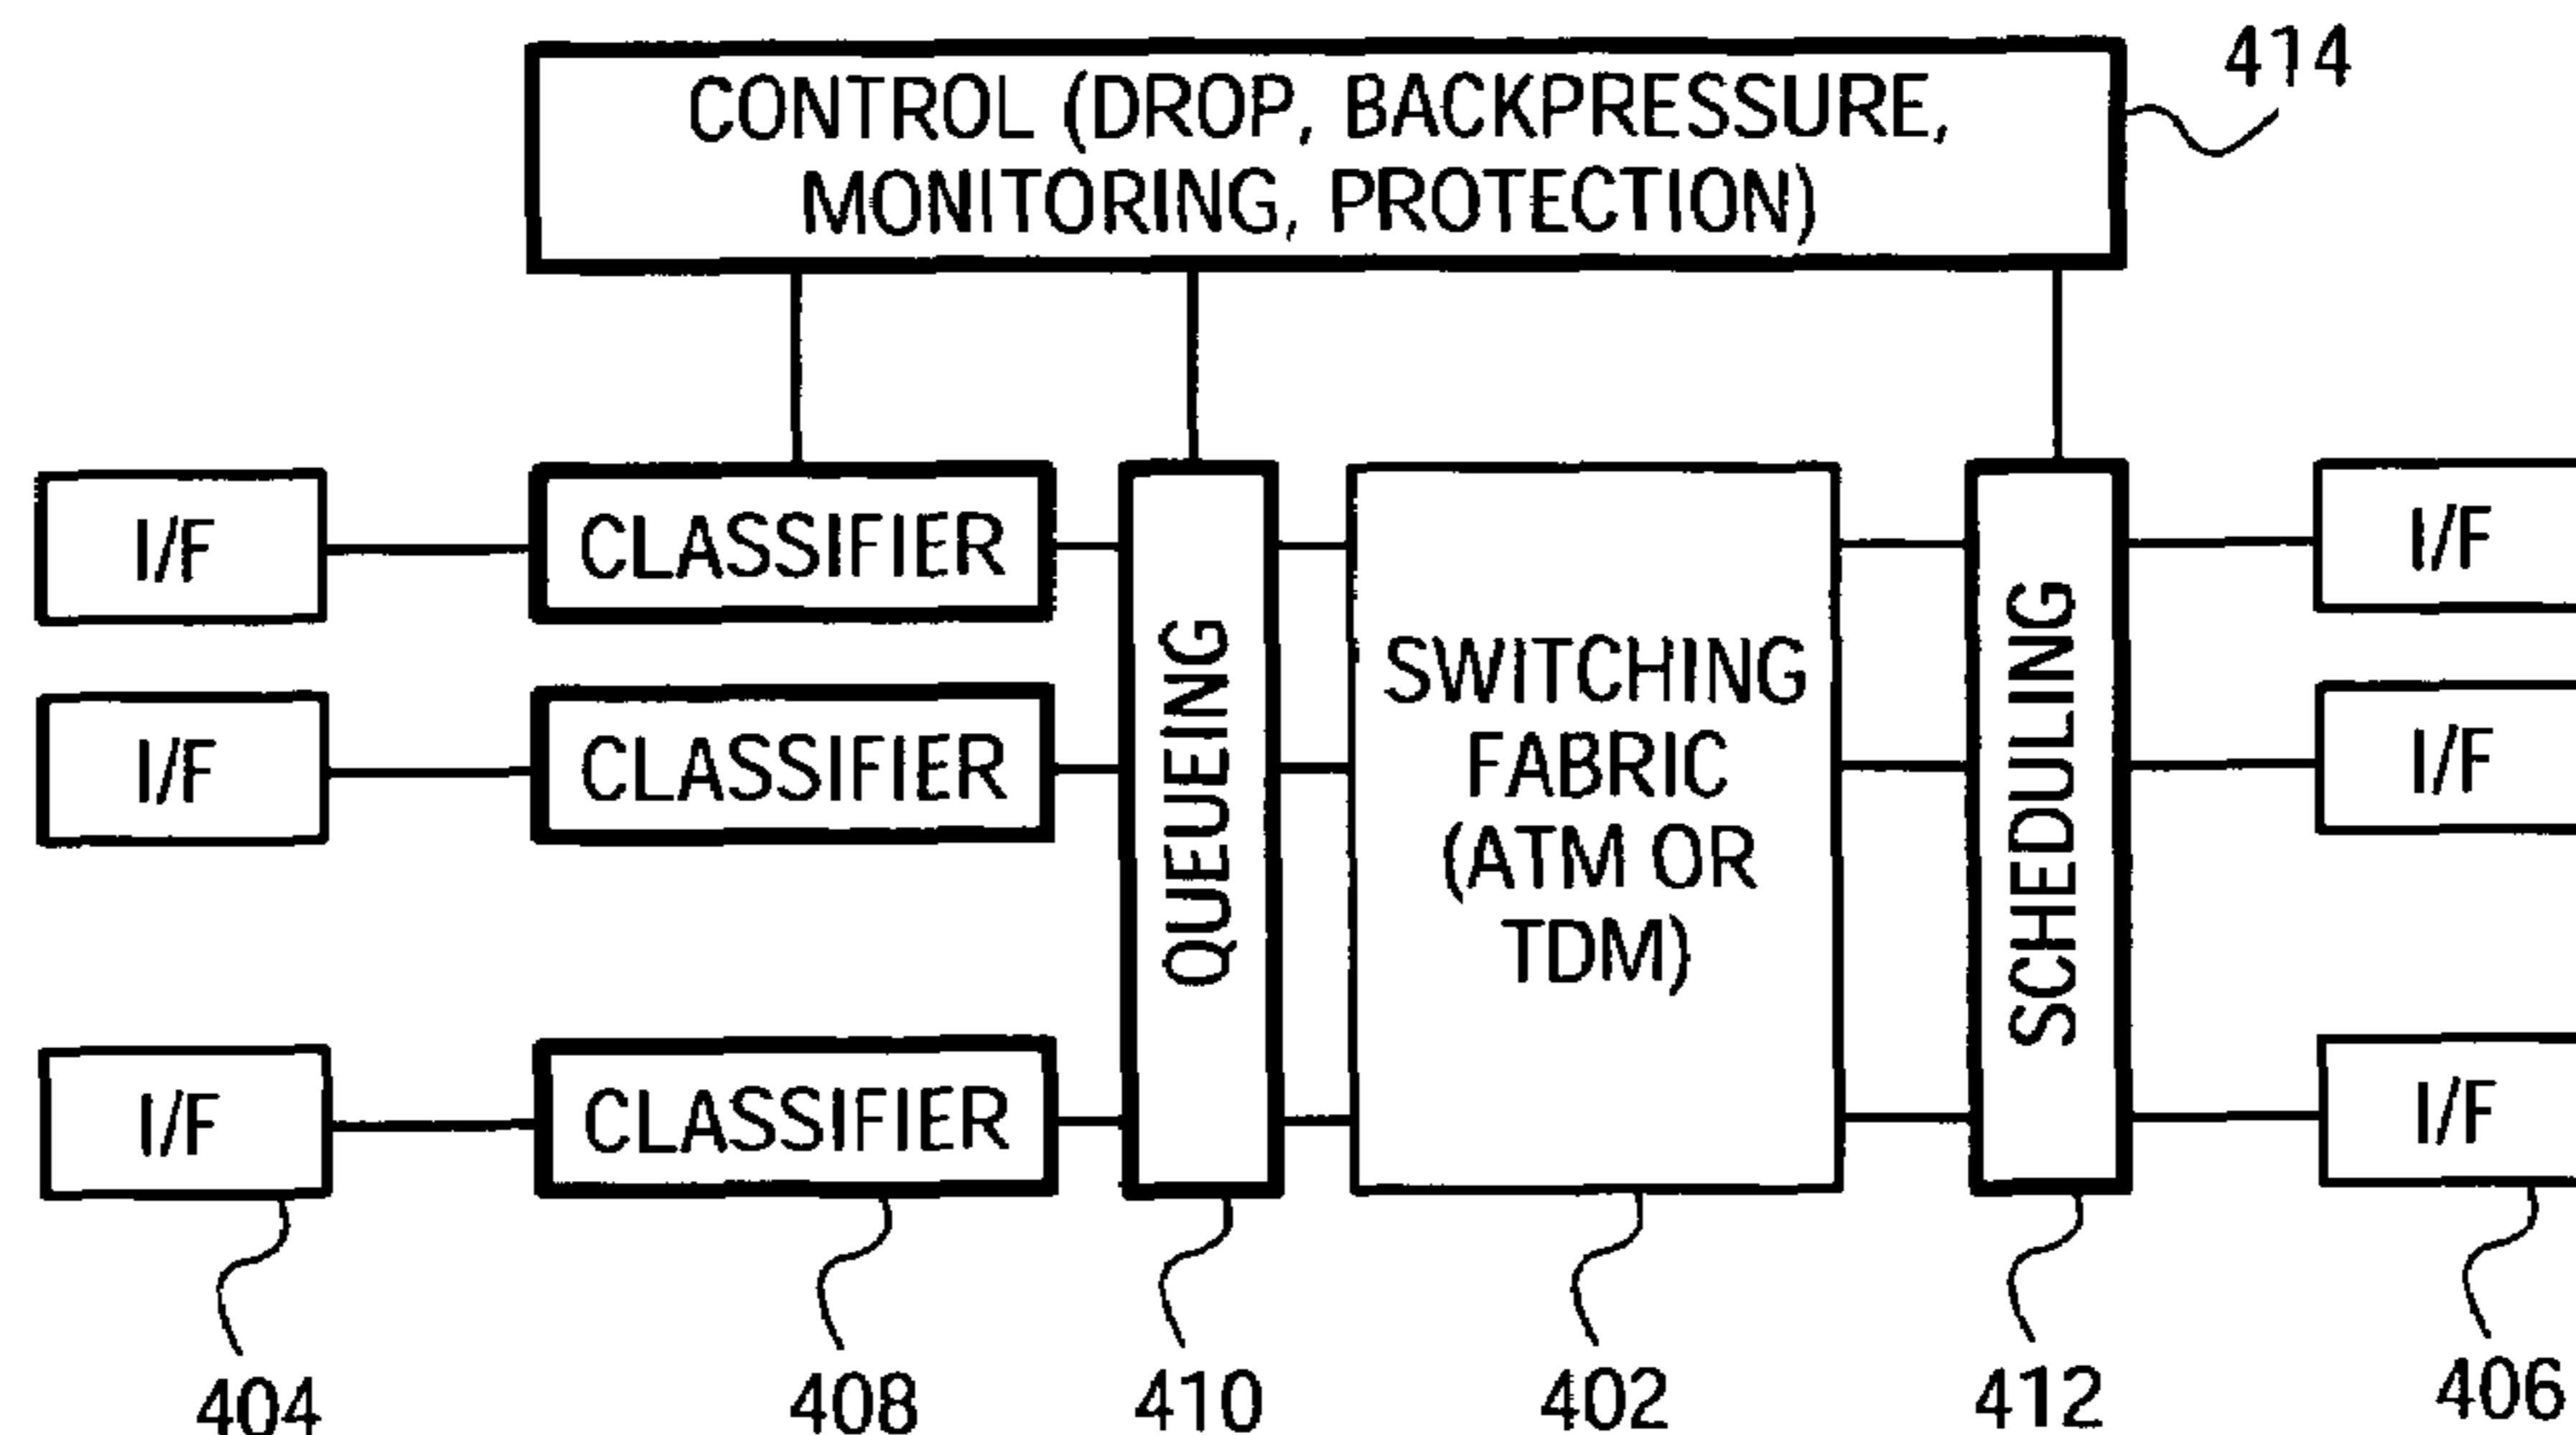 414
CONTROL (DROP, BACKPRESSURE,
MONITORING, PROTECTION)
I/F
CLASSIFIER
I/F
I/F
CLASSIFIER
I/F
I/F
CLASSIFIER
I/F
QUEUEING
SWITCHING
FABRIC
(ATM OR
TDM)
SCHEDULING
404
408
410
402
412
406